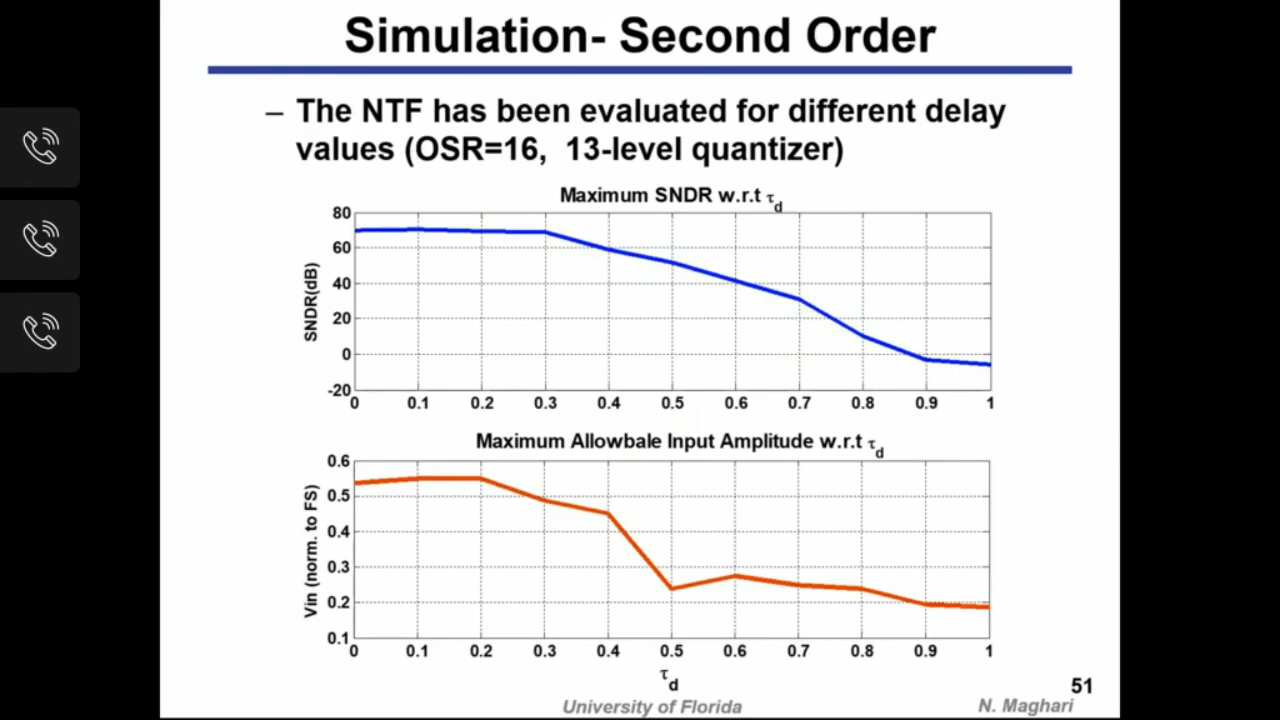 Simulation- Second Order
– The NTF has been evaluated for different delay
values (OSR=16, 13-level quantizer)
Maximum SNDR w.r.t τd
SNDR(dB)
80
60
40
20
0
-20
0 0.1 0.2 0.3 0.4 0.5 0.6 0.7 0.8 0.9 1
Maximum Allowbale Input Amplitude w.r.t τd
Vin (norm. to FS)
0.6
0.5
0.4
0.3
0.2
0.1
0 0.1 0.2 0.3 0.4 0.5 0.6 0.7 0.8 0.9 1
τd
51
University of Florida
N. Maghari